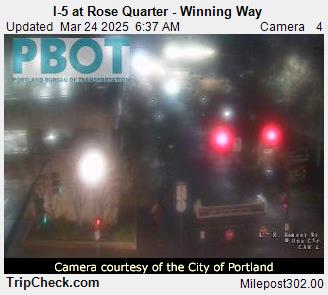 I-5 at Rose Quarter - Winning Way
Updated Mar 24 2025 6:37 AM Camera 4
PBOT
PORTLAND BUREAU OF TRANSPORTATION
Camera courtesy of the City of Portland
TripCheck.com Milepost302.00